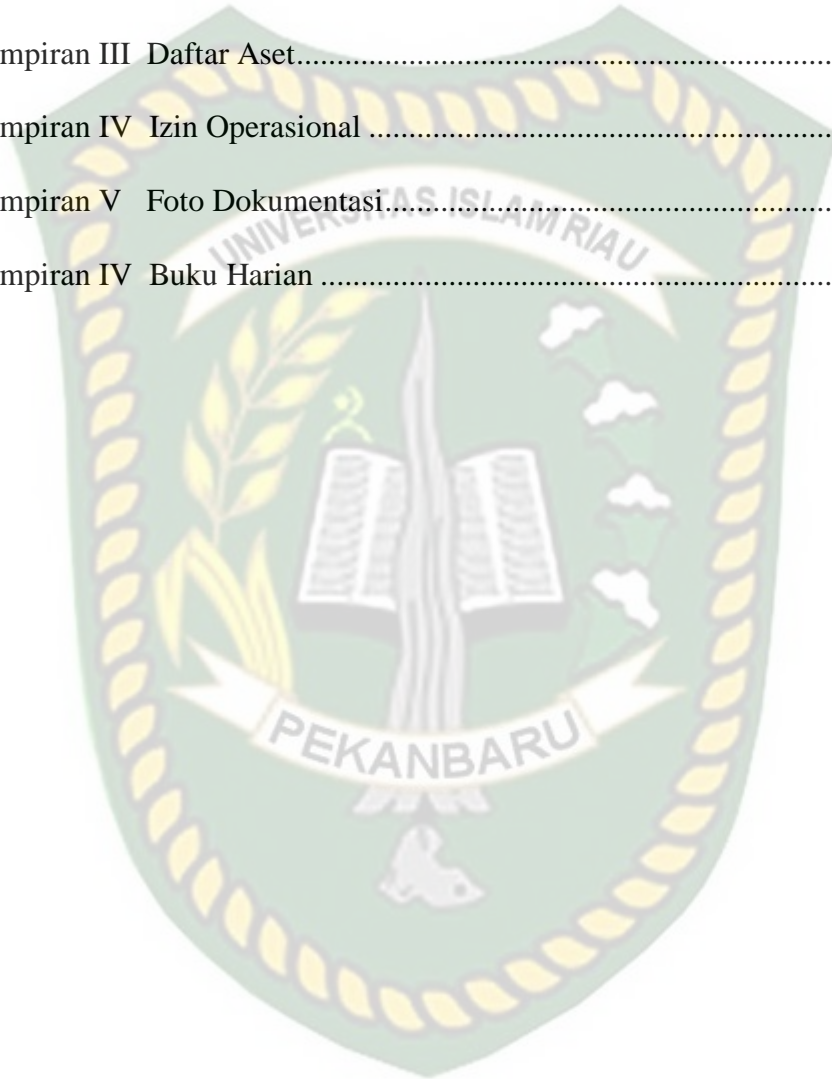 mpiran III Daftar Aset................................................................
mpiran IV Izin Operasional .......................................................
mpiran V Foto Dokumentasi.....................................................
mpiran IV Buku Harian .............................................................
UNIVERSITAS ISLAM RIAU
PEKANBARU